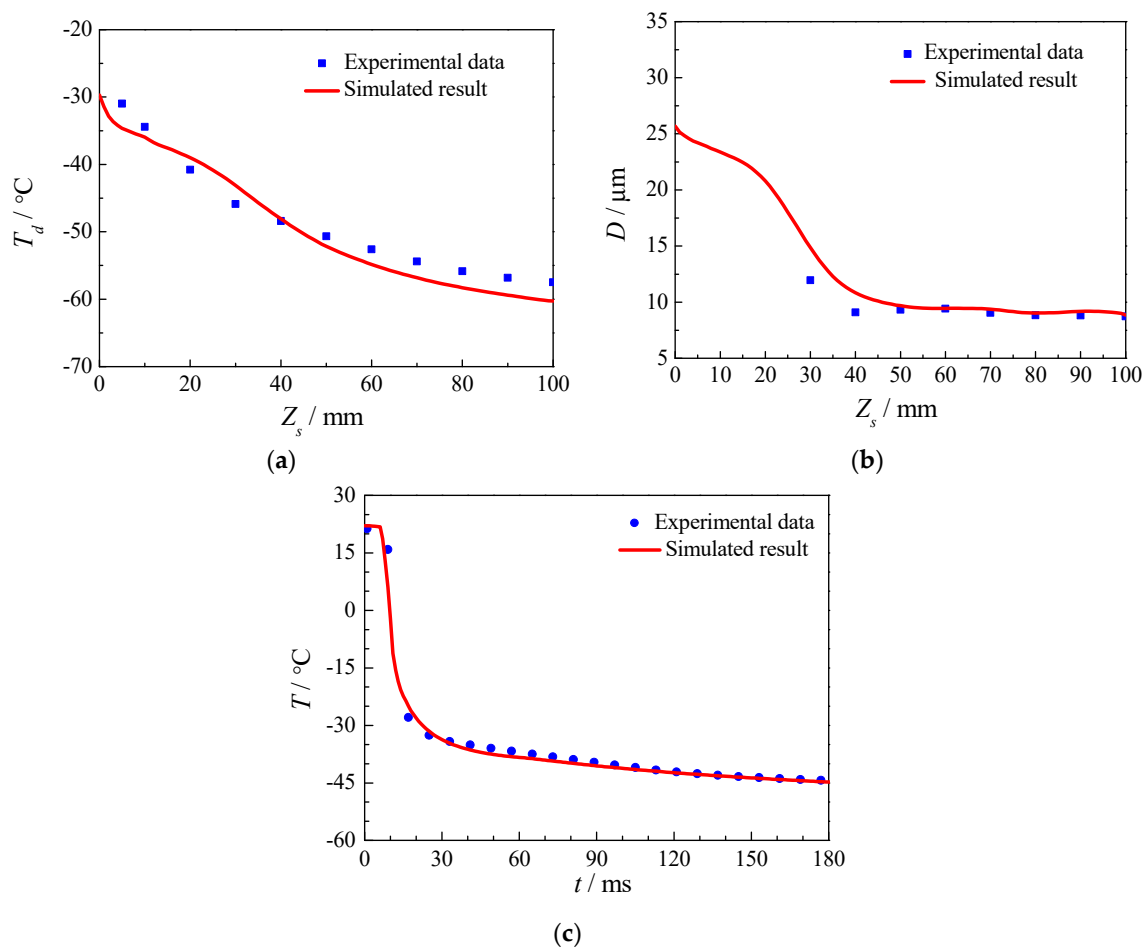 -20
-30
-40
-50
-60
-70
T_d / °C
Experimental data
Simulated result
0 20 40 60 80 100
Z_s / mm
(a)
35
30
25
20
15
10
5
D / μm
Experimental data
Simulated result
0 10 20 30 40 50 60 70 80 90 100
Z_s / mm
(b)
30
15
0
-15
-30
-45
-60
T / °C
Experimental data
Simulated result
0 30 60 90 120 150 180
t / ms
(c)